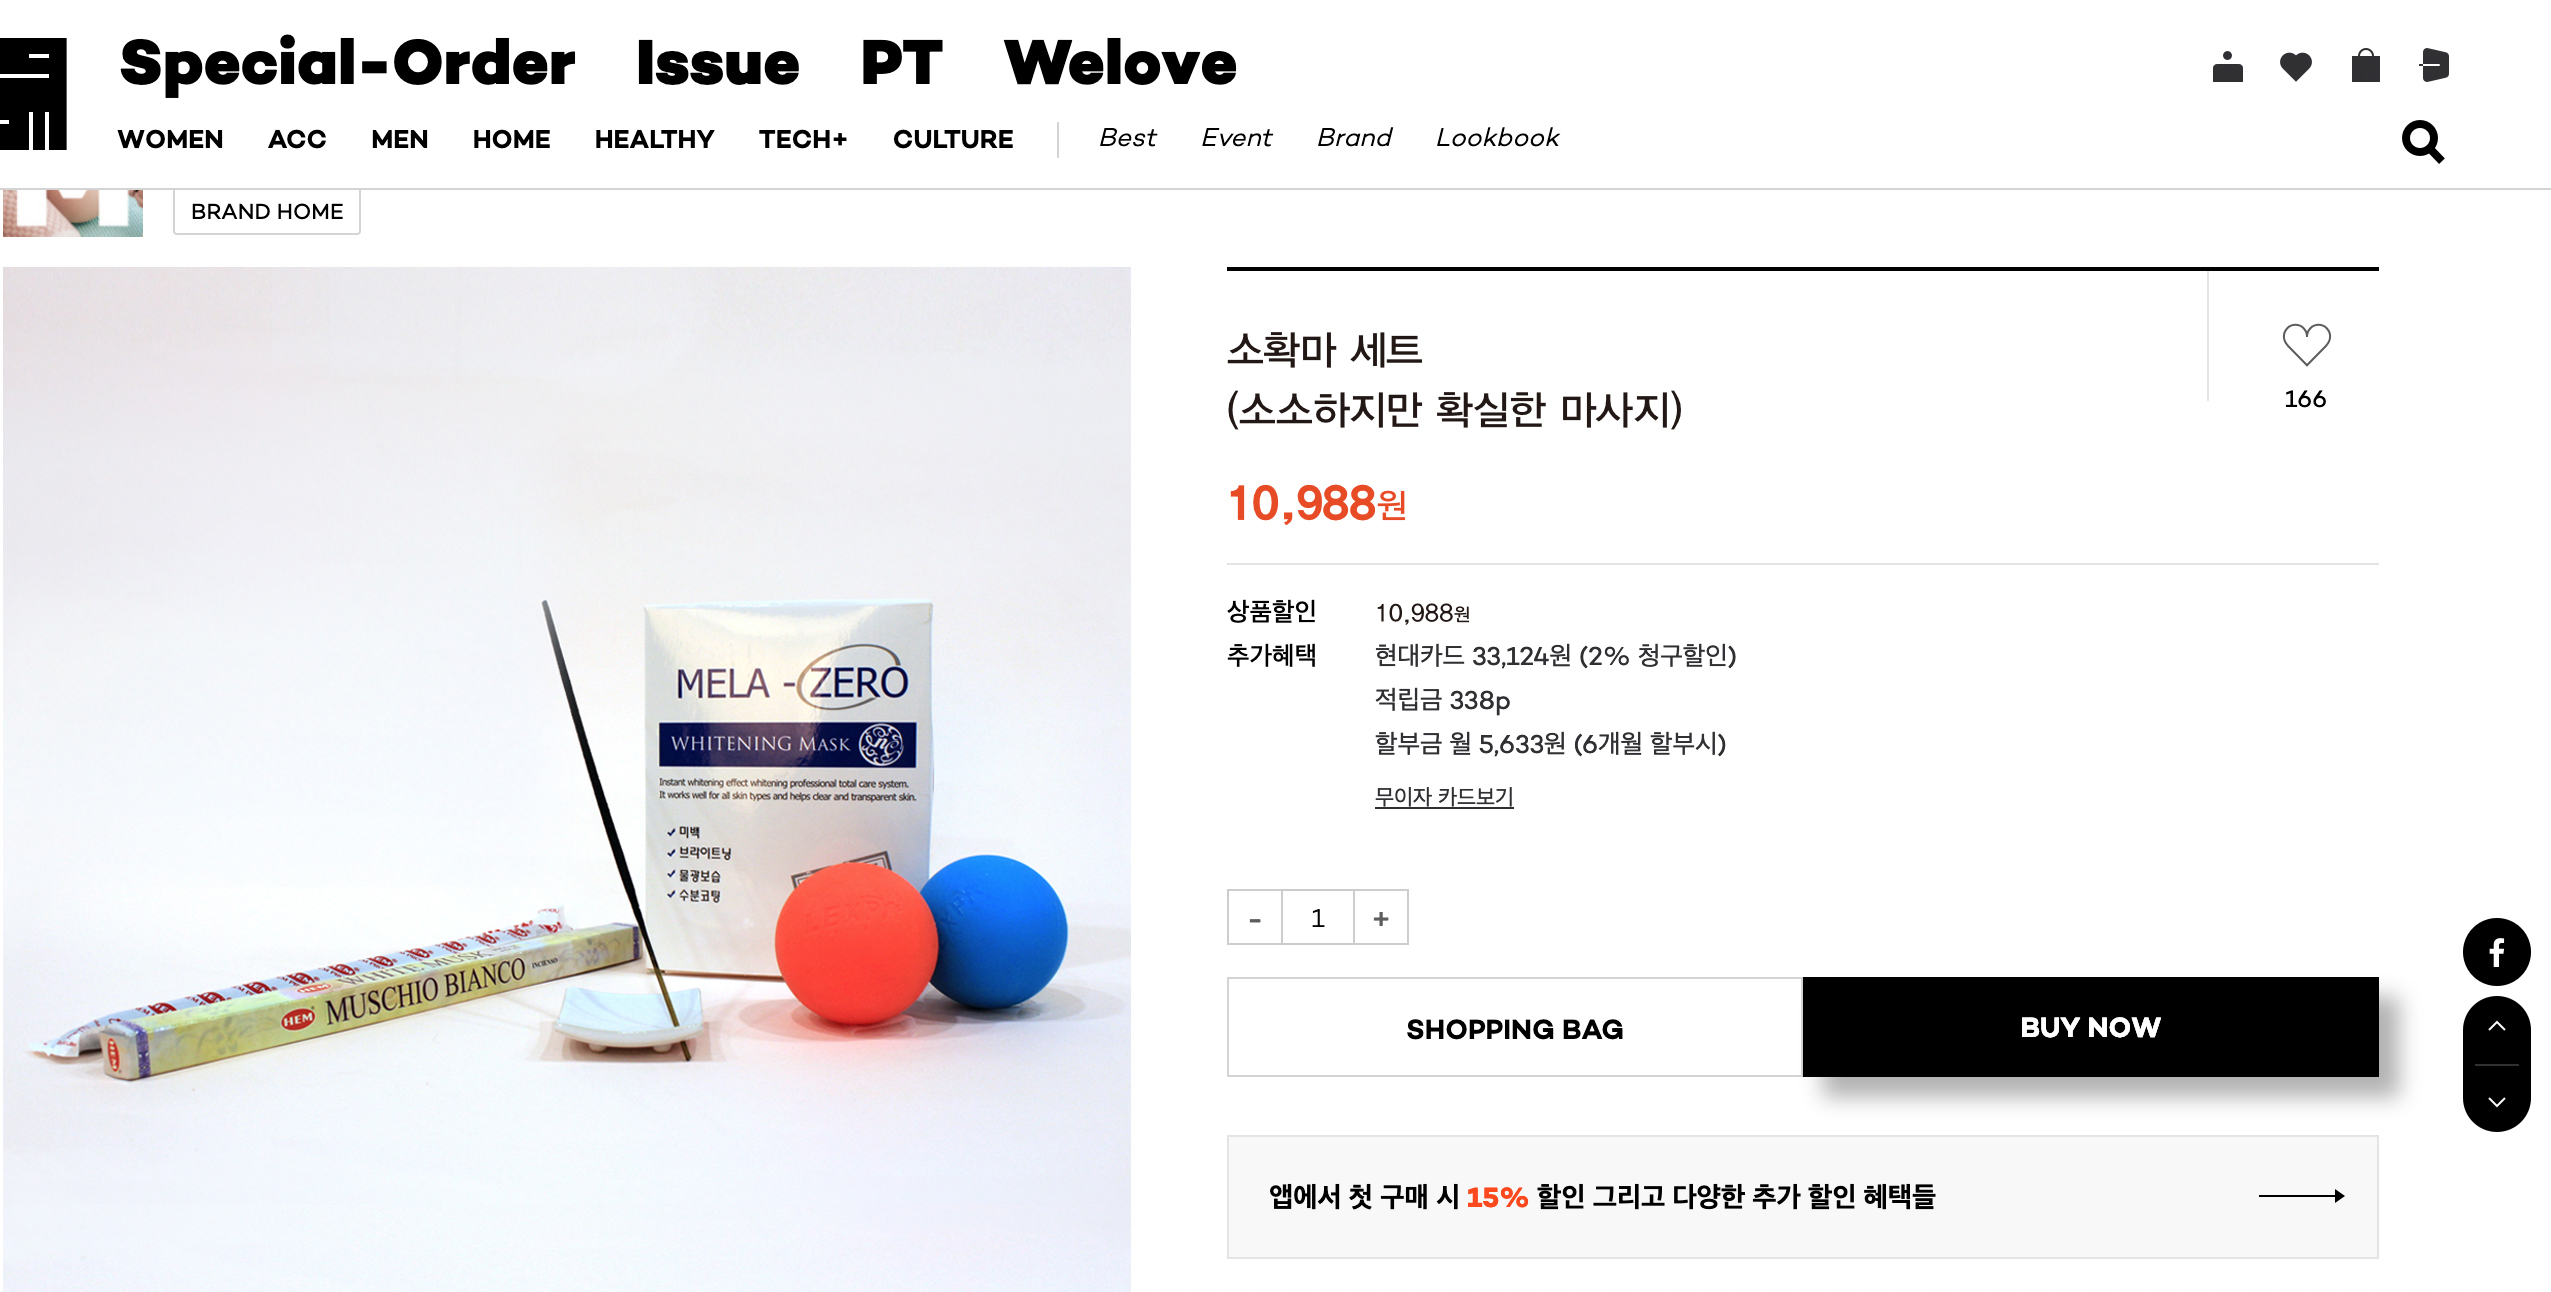 Special-Order Issue PT Welove
WOMEN ACC MEN HOME HEALTHY TECH+ CULTURE Best Event Brand Lookbook
BRAND HOME
소확마 세트
(소소하지만 확실한 마사지)
166
10,988원
상품할인 10,988원
추가혜택 현대카드 33,124원 (2% 청구할인)
적립금 338p
할부금 월 5,633원 (6개월 할부시)
무이자 카드보기
- 1 +
SHOPPING BAG
BUY NOW
앱에서 첫 구매 시 15% 할인 그리고 다양한 추가 할인 혜택들
MELA - ZERO
WHITENING MASK
Instant whitening effect whitening professional total care system.
It works well for all skin types and helps clear and transparent skin.
미백
브라이트닝
물광보습
수분코팅
WHITE MUSK
HEM MUSCHIO BIANCO INCIENSO
HEM